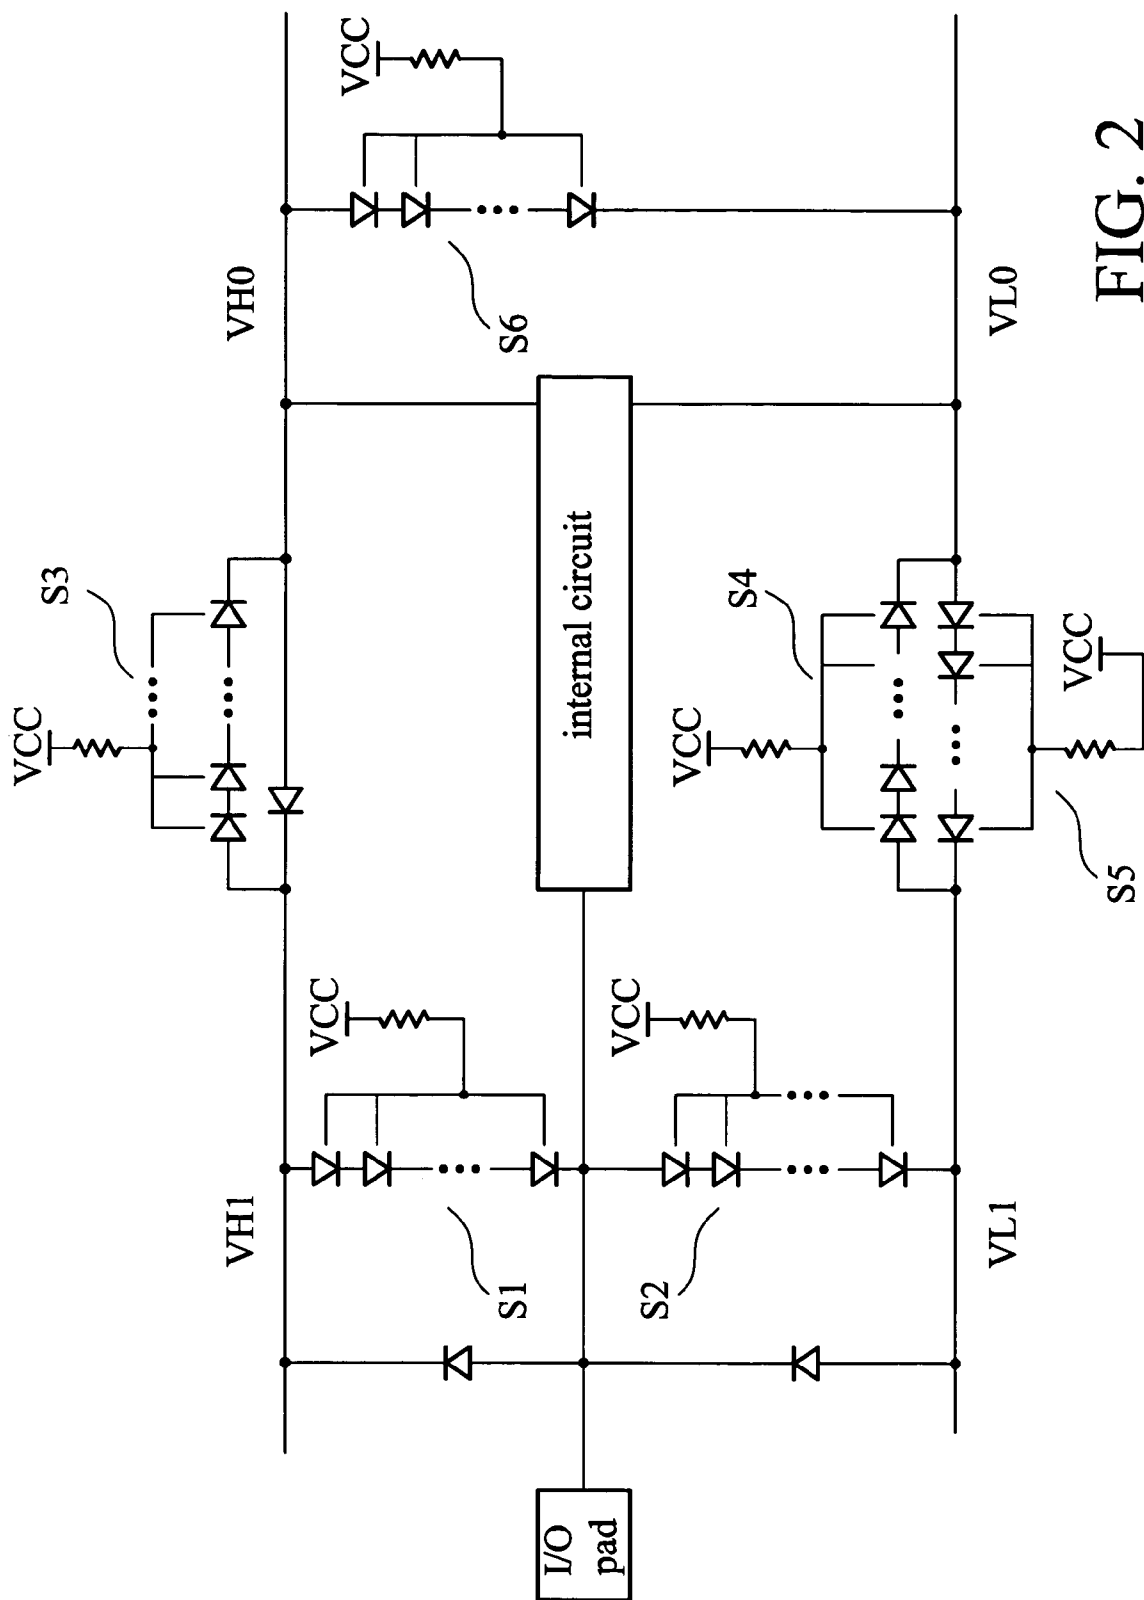 VCC
S3
VH1
VH0
VCC
VCC
S1
S6
I/O
pad
internal circuit
VCC
VCC
S2
S4
VL1
VL0
VCC
S5
FIG. 2